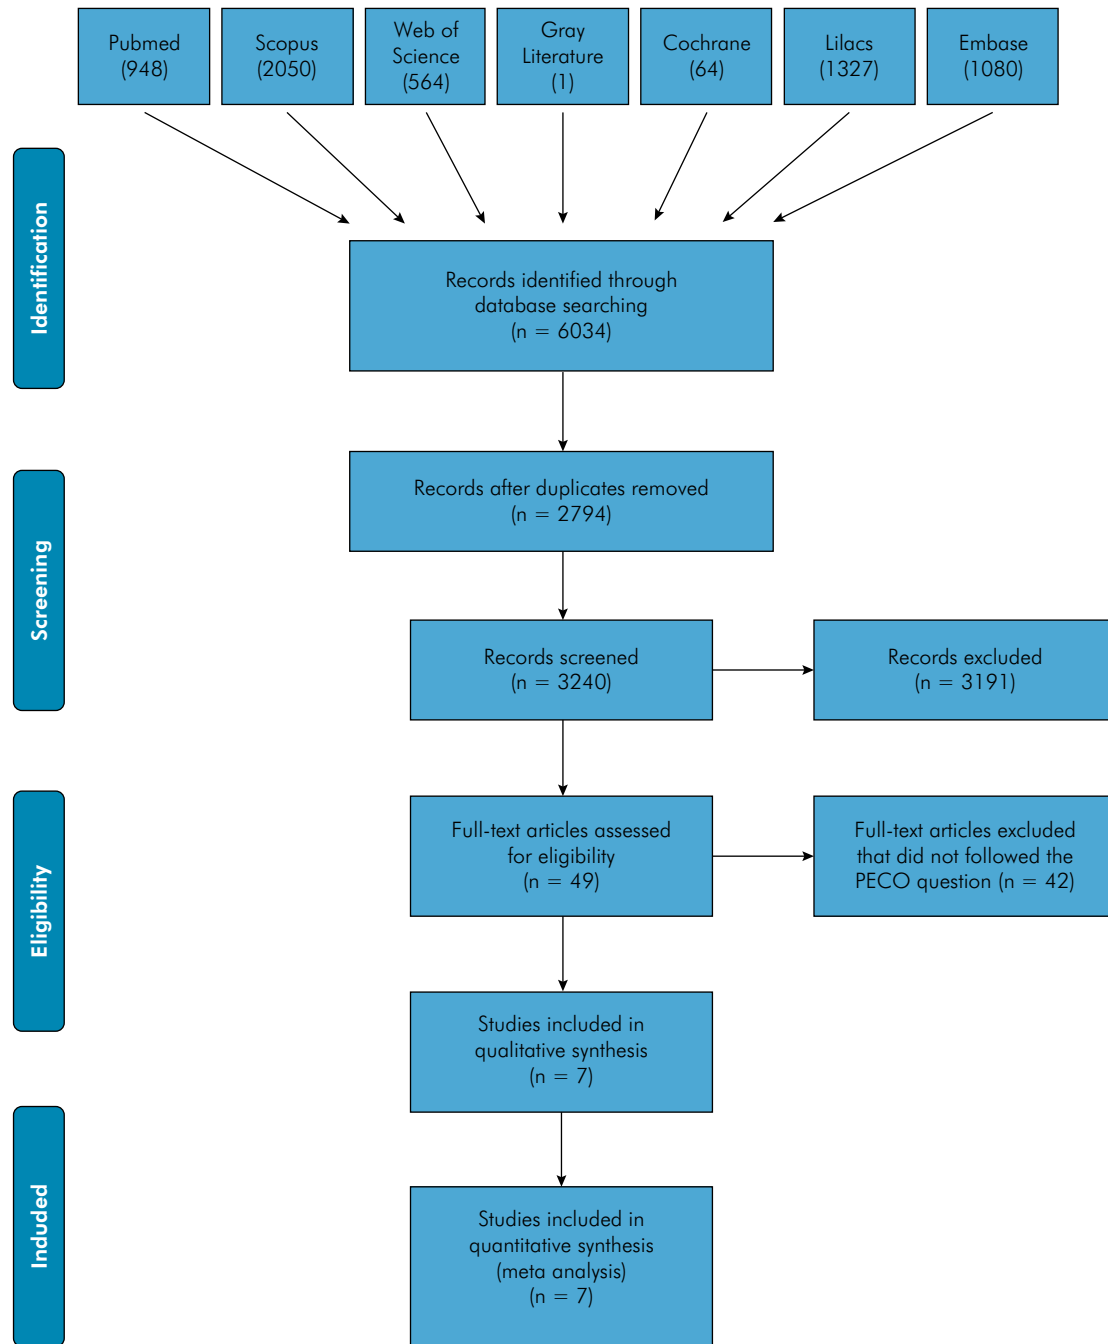 Pubmed
(948)
Scopus
(2050)
Web of
Science
(564)
Gray
Literature
(1)
Cochrane
(64)
Lilacs
(1327)
Embase
(1080)
Identification
Records identified through
database searching
(n = 6034)
Screening
Records after duplicates removed
(n = 2794)
Records screened
(n = 3240)
Records excluded
(n = 3191)
Eligibility
Full-text articles assessed
for eligibility
(n = 49)
Full-text articles excluded
that did not followed the
PECO question (n = 42)
Studies included in
qualitative synthesis
(n = 7)
Included
Studies included in
quantitative synthesis
(meta analysis)
(n = 7)